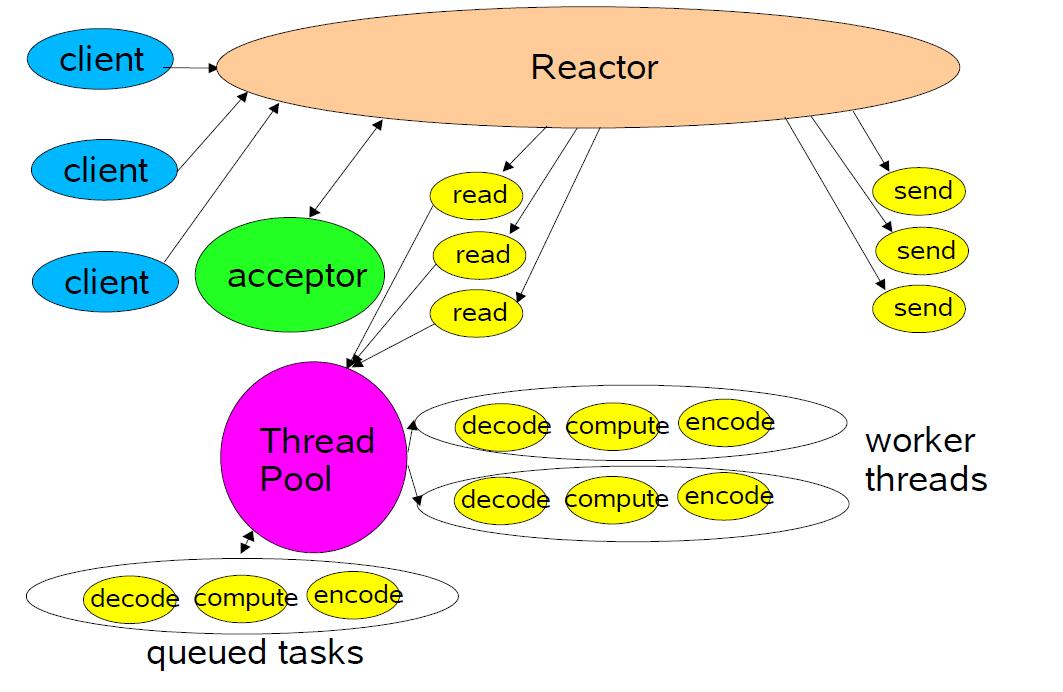 client
Reactor
client
client
acceptor
read
read
read
send
send
send
Thread
Pool
decode compute encode
decode compute encode
worker
threads
decode compute encode
queued tasks